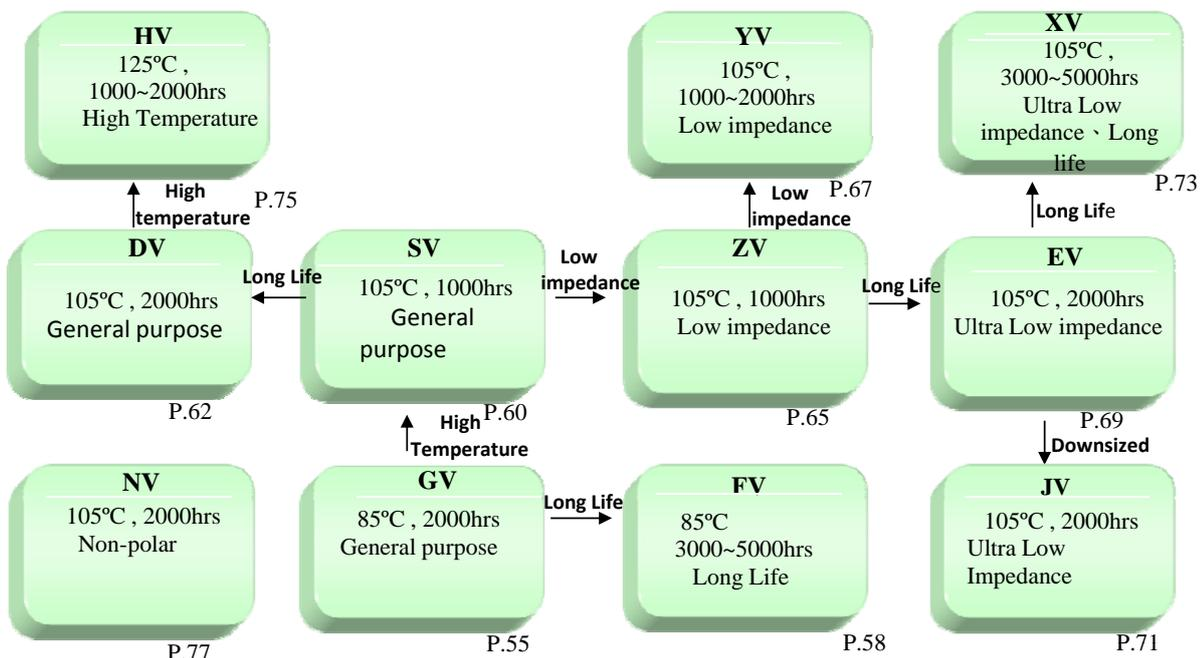 HV
125ºC ,
1000~2000hrs
High Temperature
P.75
YV
105ºC ,
1000~2000hrs
Low impedance
P.67
XV
105ºC ,
3000~5000hrs
Ultra Low
impedance、Long
life
P.73
High
temperature
Low
impedance
Long Life
DV
105ºC , 2000hrs
General purpose
P.62
Long Life
SV
105ºC , 1000hrs
General
purpose
P.60
Low
impedance
ZV
105ºC , 1000hrs
Low impedance
P.65
Long Life
EV
105ºC , 2000hrs
Ultra Low impedance
P.69
High
Temperature
Downsized
NV
105ºC , 2000hrs
Non-polar
P.77
GV
85ºC , 2000hrs
General purpose
P.55
Long Life
FV
85ºC
3000~5000hrs
Long Life
P.58
JV
105ºC , 2000hrs
Ultra Low
Impedance
P.71